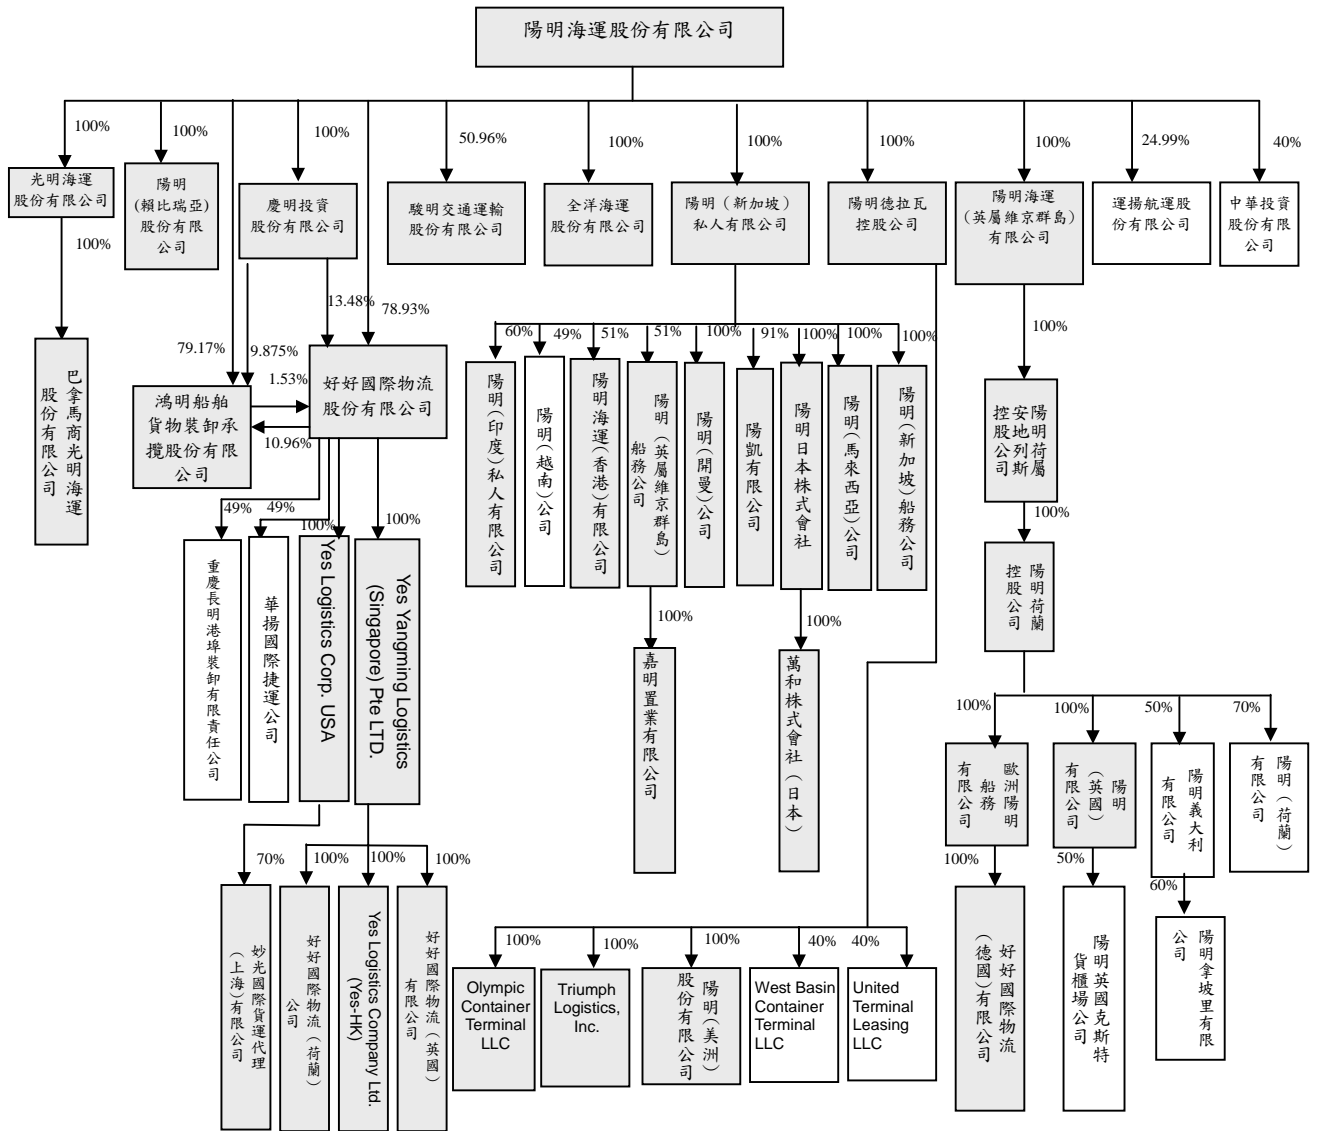 陽明海運股份有限公司
100%
100%
100%
50.96%
100%
100%
100%
100%
24.99%
40%
光明海運
股份有限公司
陽明
(賴比瑞亞)
股份有限
公司
慶明投資
股份有限公司
駿明交通運輸
股份有限公司
全洋海運
股份有限公司
陽明（新加坡）
私人有限公司
陽明德拉瓦
控股公司
陽明海運
(英屬維京群島)
有限公司
運揚航運股
份有限公司
中華投資
股份有限
公司
100%
13.48%
78.93%
79.17%
9.875%
1.53%
10.96%
100%
巴拿馬商光明海運
股份有限公司
鴻明船舶
貨物裝卸承
攬股份有限
公司
好好國際物流
股份有限公司
60%
49%
51%
51%
100%
91%
100%
100%
100%
陽明(印度)私人有限公司
陽明(越南)公司
陽明海運(香港)有限公司
陽明（英屬維京群島）
船務公司
陽明(開曼)公司
陽凱有限公司
陽明日本株式會社
陽明(馬來西亞)公司
陽明(新加坡)船務公司
陽明荷屬
安地列斯
控股公司
100%
陽明荷蘭
控股公司
49%
49%
100%
100%
重慶長明港埠裝卸有限責任公司
華揚國際捷運公司
Yes Logistics Corp. USA
Yes Yangming Logistics
(Singapore) Pte LTD.
100%
100%
嘉明置業有限公司
萬和株式會社（日本）
100%
100%
50%
70%
歐洲陽明
船務
有限公司
陽明
(英國)
有限公司
陽明義大利
有限公司
陽明（荷蘭）
有限公司
70%
100%
100%
100%
妙光國際貨運代理
(上海)有限公司
好好國際物流（荷蘭）
公司
Yes Logistics Company Ltd.
(Yes-HK)
好好國際物流（英國）
有限公司
100%
100%
100%
40%
40%
Olympic
Container
Terminal
LLC
Triumph
Logistics,
Inc.
陽明(美洲)
股份有限公司
West Basin
Container
Terminal
LLC
United
Terminal
Leasing
LLC
100%
50%
60%
好好國際物流
(德國)有限公司
陽明英國克斯特
貨櫃場公司
陽明拿坡里有限
公司